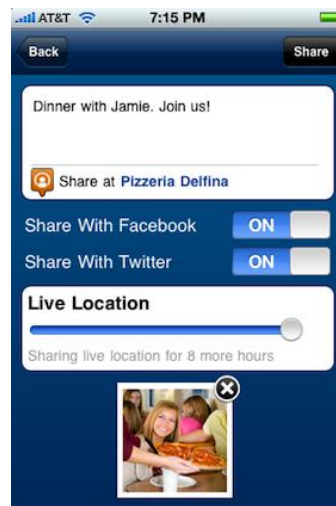 AT&T 7:15 PM
Back Share
Dinner with Jamie. Join us!
Share at Pizzeria Delfina
Share With Facebook ON
Share With Twitter ON
Live Location
Sharing live location for 8 more hours